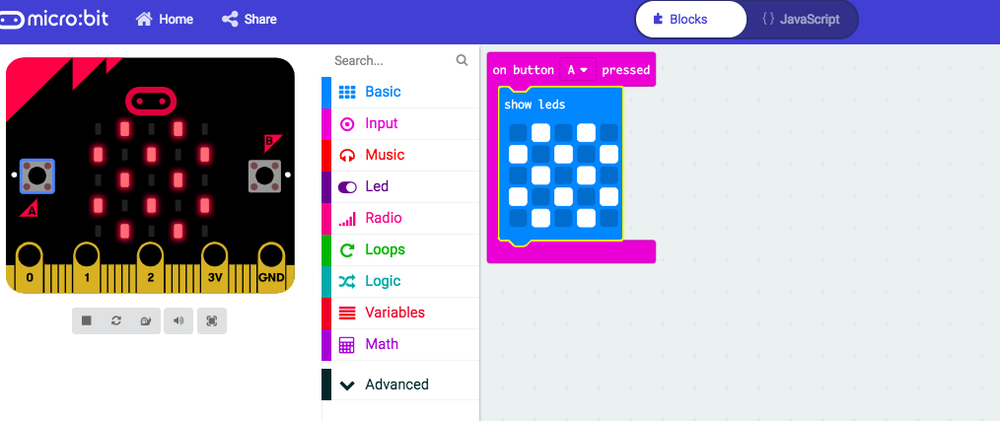 micro:bit
Home
Share
Blocks
{ } JavaScript
B
A
0 1 2 3V GND
Search...
Basic
Input
Music
Led
Radio
Loops
Logic
Variables
Math
Advanced
on button A pressed
show leds